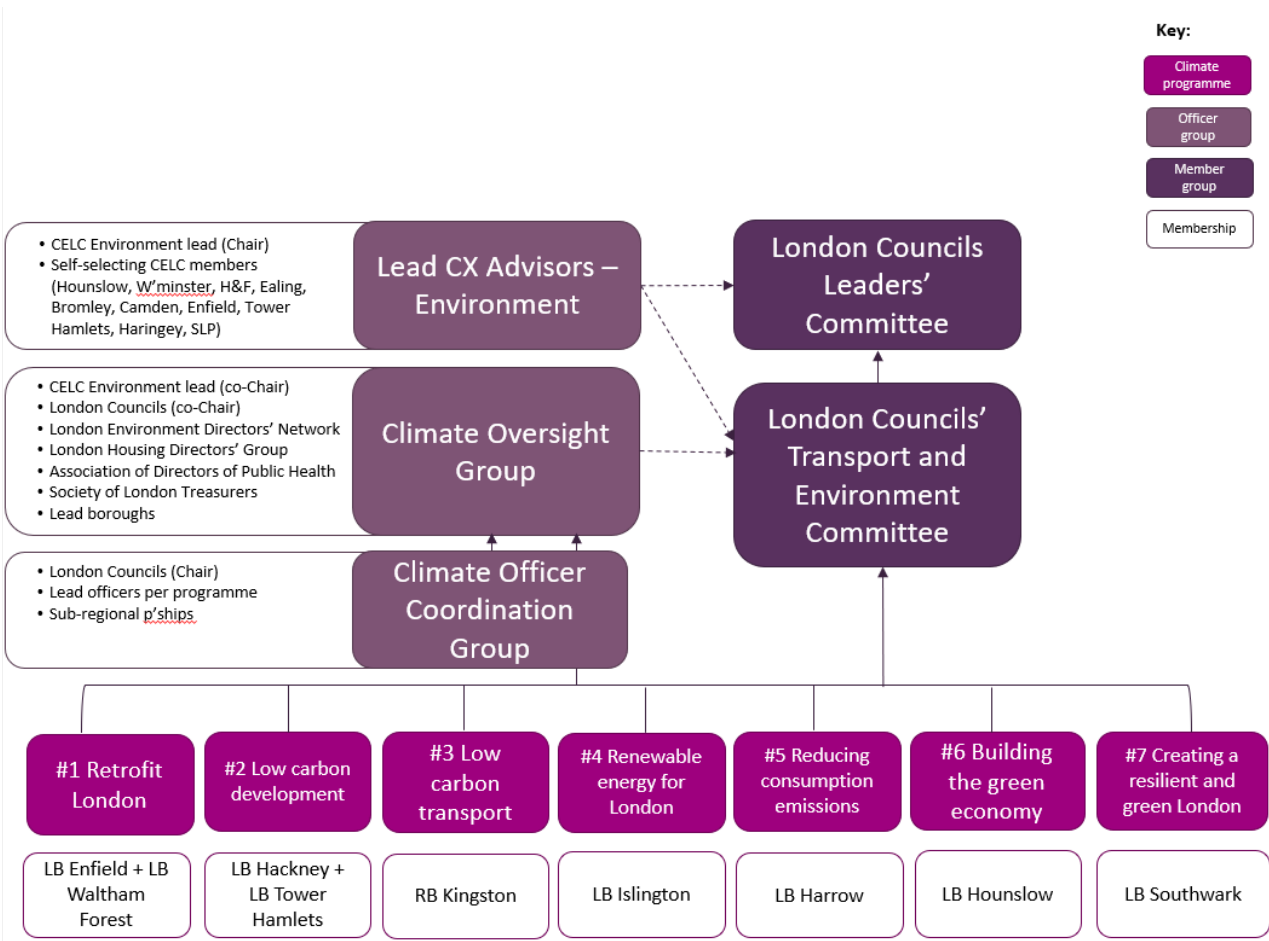 Key:
Climate
programme
Officer
group
Member
group
Membership
• CELC Environment lead (Chair)
• Self-selecting CELC members
(Hounslow, W'minster, H&F, Ealing,
Bromley, Camden, Enfield, Tower
Hamlets, Haringey, SLP)
Lead CX Advisors –
Environment
London Councils
Leaders'
Committee
• CELC Environment lead (co-Chair)
• London Councils (co-Chair)
• London Environment Directors' Network
• London Housing Directors' Group
• Association of Directors of Public Health
• Society of London Treasurers
• Lead boroughs
Climate Oversight
Group
London Councils'
Transport and
Environment
Committee
• London Councils (Chair)
• Lead officers per programme
• Sub-regional p'ships
Climate Officer
Coordination
Group
#1 Retrofit
London
#2 Low carbon
development
#3 Low
carbon
transport
#4 Renewable
energy for
London
#5 Reducing
consumption
emissions
#6 Building
the green
economy
#7 Creating a
resilient and
green London
LB Enfield + LB
Waltham
Forest
LB Hackney +
LB Tower
Hamlets
RB Kingston
LB Islington
LB Harrow
LB Hounslow
LB Southwark